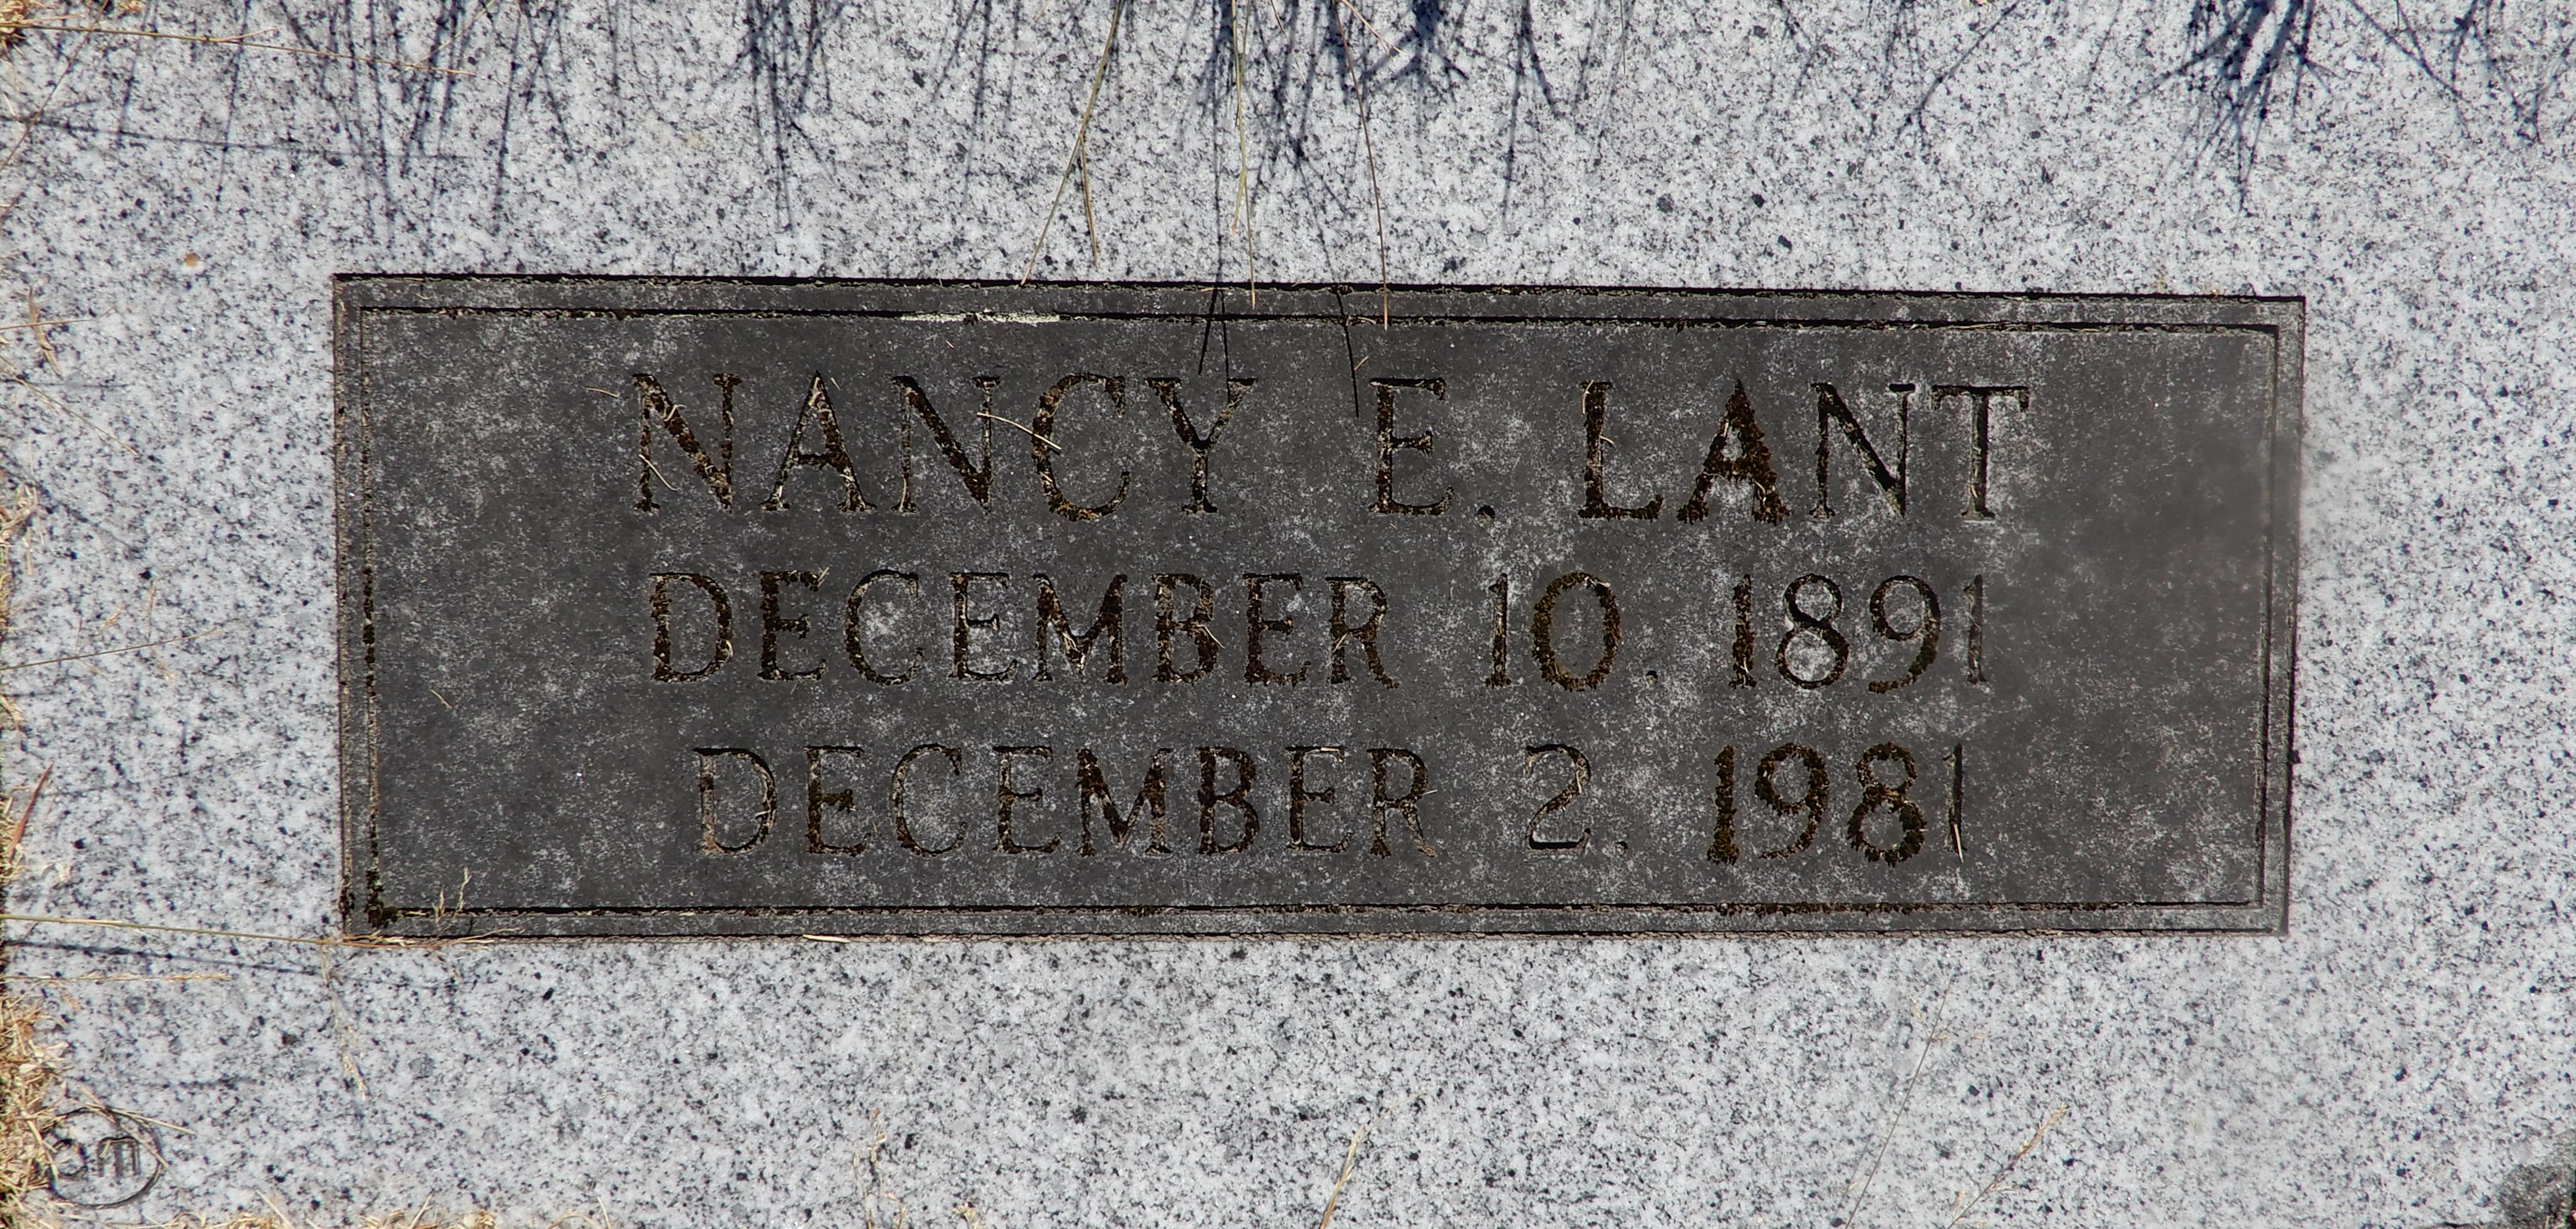 NANCY E. LANT
DECEMBER 10. 1891
DECEMBER 2. 1981